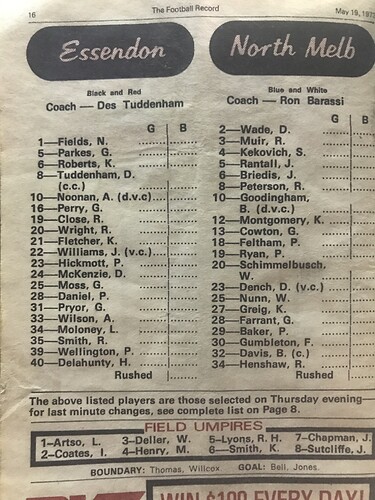 16 The Football Record May 19, 197
Essendon
Black and Red
Coach — Des Tuddenham
G B
1—Fields, N.
5—Parkes, G.
6—Roberts, K.
8—Tuddenham, D.
(c.c.)
10—Noonan, A. (d.v.c)
16—Perry, G.
19—Close, R.
20—Wright, R.
21—Fletcher, K.
22—Williams, J. (v.c.)
23—Hickmott, P.
24—McKenzie, D.
25—Moss, G.
28—Daniel, P.
31—Pryor, G.
33—Wilson, A.
34—Moloney, L.
35—Smith, R.
39—Wellington, P.
40—Delahunty, H.
Rushed
North Melb
Blue and White
Coach — Ron Barassi
G B
2—Wade, D.
3—Muir, R.
4—Kekovich, S.
5—Rantall, J.
6—Briedis, J.
8—Peterson, R.
10—Goodingham,
B. (d.v.c.)
12—Montgomery, K.
13—Cowton, G.
18—Feltham, P.
19—Ryan, P.
20—Schimmelbusch,
W.
23—Dench, D. (v.c.)
25—Nunn, W.
27—Greig, K.
28—Farrant, G.
29—Baker, P.
30—Gumbleton, F.
32—Davis, B. (c.)
34—Henshaw, R.
Rushed
The above listed players are those selected on Thursday evening—
for last minute changes, see complete list on Page 8.
FIELD UMPIRES
1—Artso, L. 3—Deller, W. 5—Lyons, R. H. 7—Chapman, J.
2—Coates, I. 4—Henry, M. 6—Smith, K. 8—Sutcliffe, J.
BOUNDARY: Thomas, Willcox GOAL: Bell, Jones.
WIN $100 EVERY DAY!